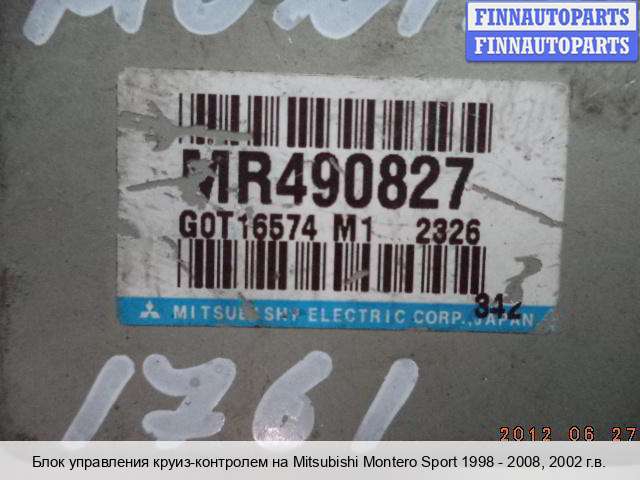 FINNAUTOPARTS
FINNAUTOPARTS
MR490827
G0T16574 M1 2326
342
MITSUBISHI ELECTRIC CORP., JAPAN
1761
2012 06 27
Блок управления круиз-контролем на Mitsubishi Montero Sport 1998 - 2008, 2002 г.в.